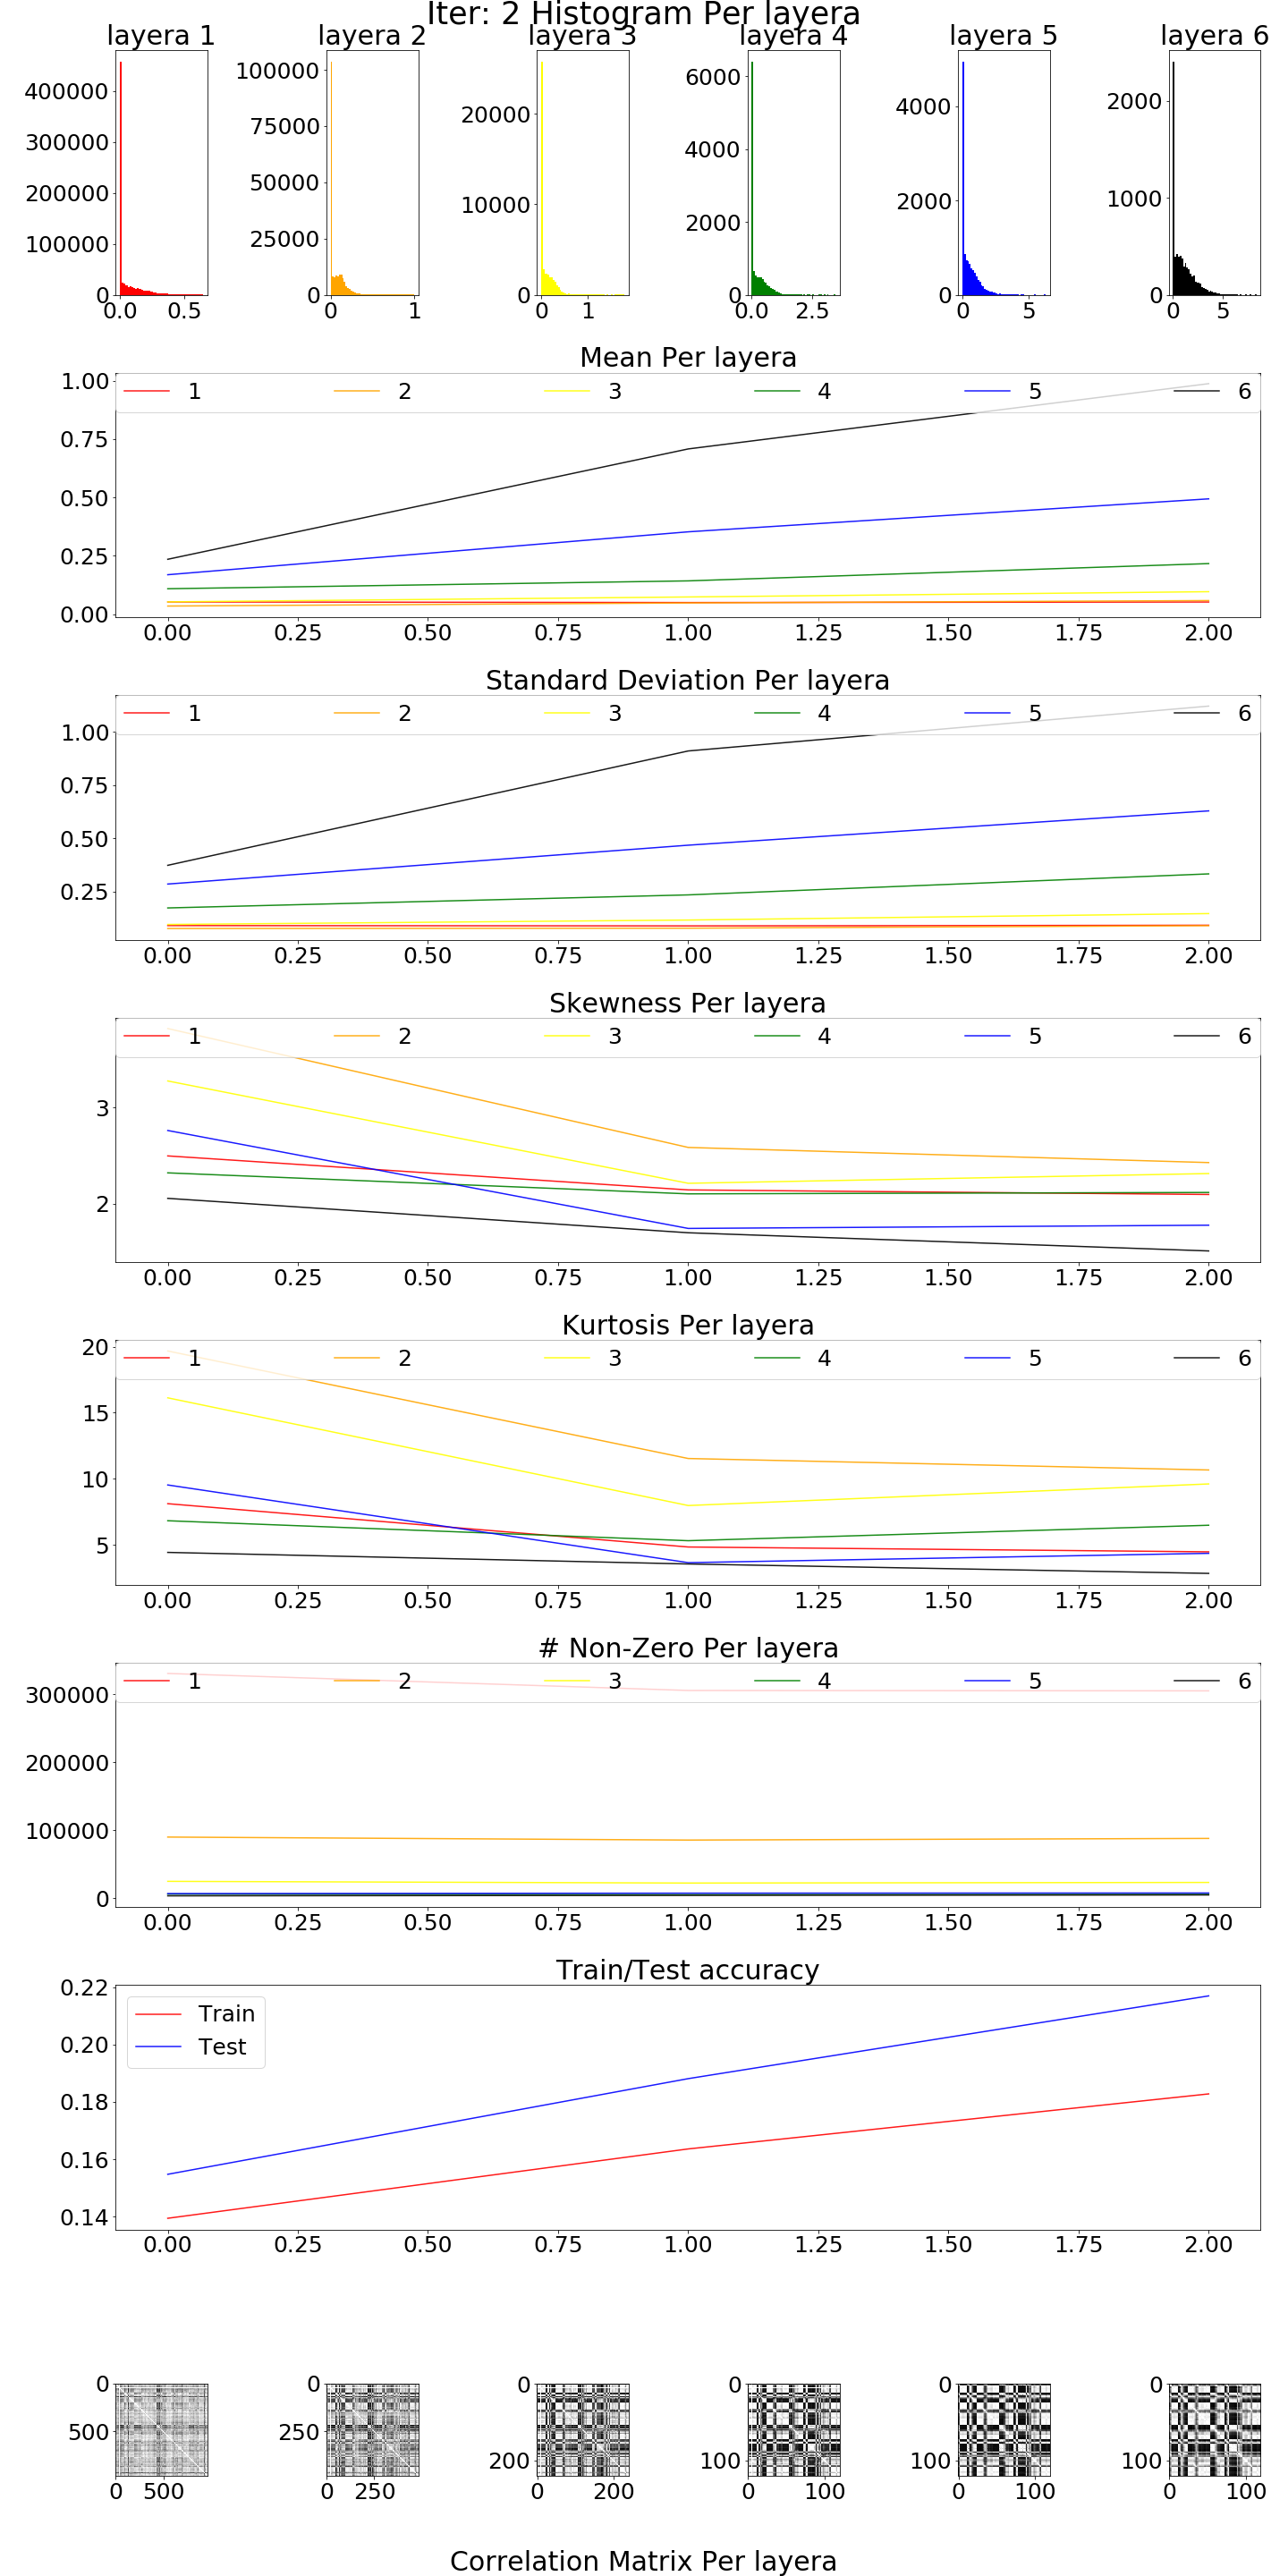 Iter: 2 Histogram Per layera
layera 1 layera 2 layera 3 layera 4 layera 5 layera 6
400000 300000 200000 100000 0
0.0 0.5
100000 75000 50000 25000 0
0 1
20000 10000 0
0 1
6000 4000 2000 0
0.0 2.5
4000 2000 0
0 5
2000 1000 0
0 5
Mean Per layera
1 2 3 4 5 6
1.00
0.75
0.50
0.25
0.00
0.00 0.25 0.50 0.75 1.00 1.25 1.50 1.75 2.00
Standard Deviation Per layera
1 2 3 4 5 6
1.00
0.75
0.50
0.25
0.00 0.25 0.50 0.75 1.00 1.25 1.50 1.75 2.00
Skewness Per layera
1 2 3 4 5 6
3
2
0.00 0.25 0.50 0.75 1.00 1.25 1.50 1.75 2.00
Kurtosis Per layera
20
1 2 3 4 5 6
15
10
5
0.00 0.25 0.50 0.75 1.00 1.25 1.50 1.75 2.00
# Non-Zero Per layera
1 2 3 4 5 6
300000
200000
100000
0
0.00 0.25 0.50 0.75 1.00 1.25 1.50 1.75 2.00
Train/Test accuracy
0.22
Train
0.20
Test
0.18
0.16
0.14
0.00 0.25 0.50 0.75 1.00 1.25 1.50 1.75 2.00
0 500
0 500
0 250
0 250
0 200
0 200
0 100
0 100
0 100
0 100
0 100
0 100
Correlation Matrix Per layera